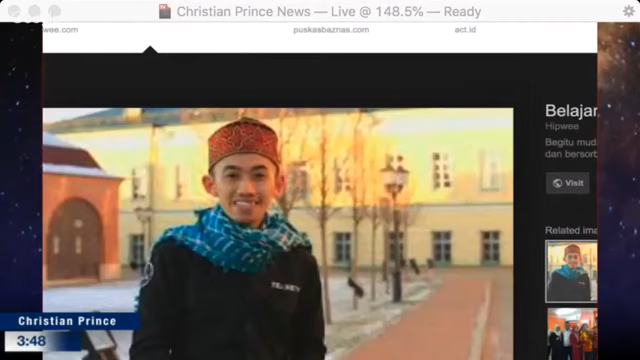 Christian Prince News — Live @ 148.5% — Ready
wee.com
puskasbaznas.com
act.id
Belajar
Hipwee
Begitu mud
dan bersorb
Visit
Related ima
Christian Prince
3:48